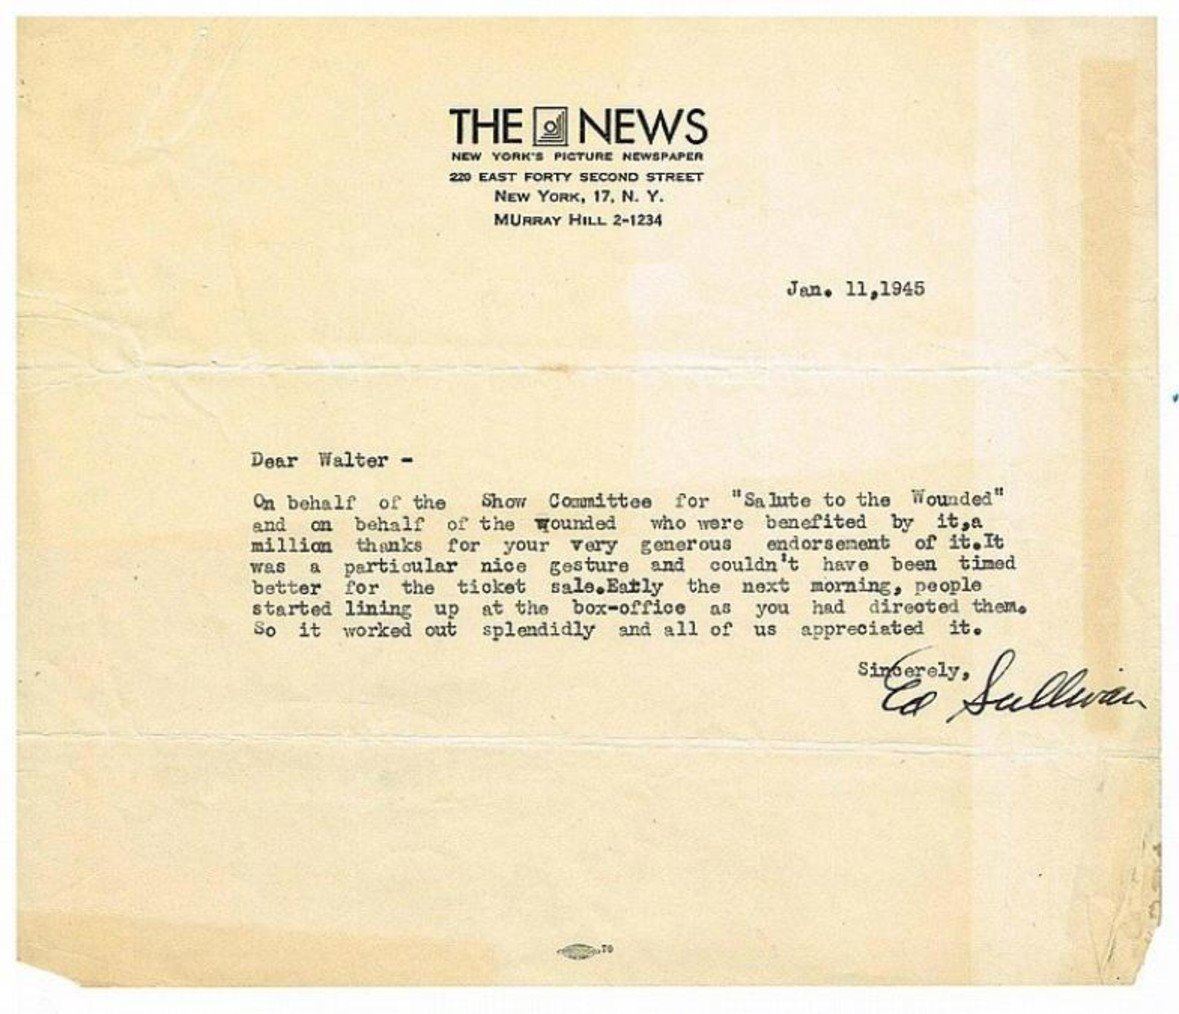 THE NEWS
NEW YORK'S PICTURE NEWSPAPER
220 EAST FORTY SECOND STREET
NEW YORK, 17, N. Y.
MURRAY HILL 2-1234
Jan. 11,1945
Dear Walter -
On behalf of the Show Committee for "Salute to the Wounded"
and on behalf of the wounded who were benefited by it,a
million thanks for your very generous endorsement of it.It
was a particular nice gesture and couldn't have been timed
better for the ticket sale.Eatly the next morning, people
started lining up at the box-office as you had directed them.
So it worked out splendidly and all of us appreciated it.
Sincerely,
Ed Sullivan